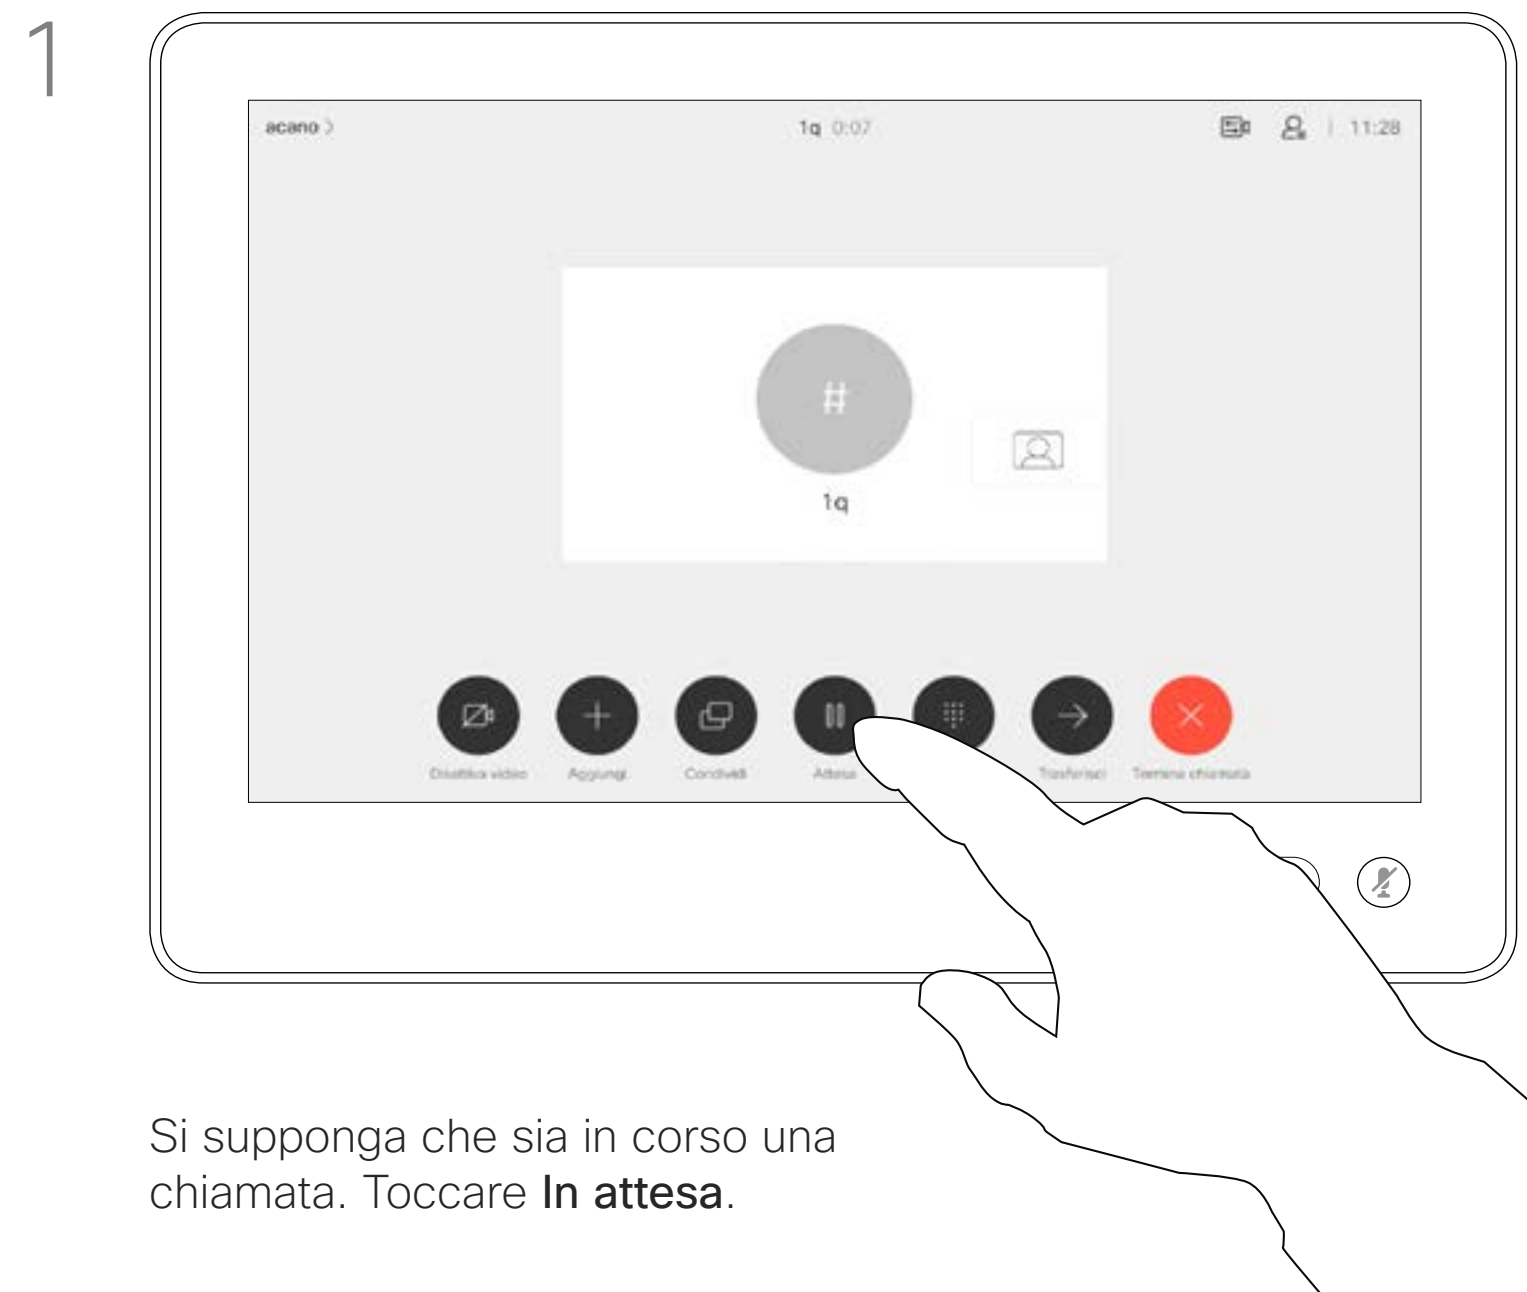 1
acano >
1q 0:07
11:28
#
1q
Disattiva video
Aggiungi
Condividi
Attesa
Trasferisci
Termina chiamata
Si supponga che sia in corso una
chiamata. Toccare In attesa.